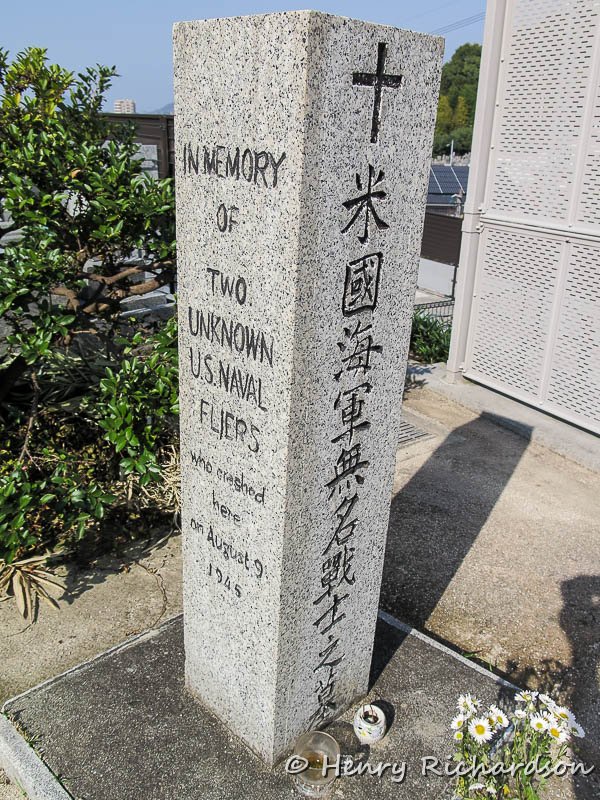 IN MEMORY
OF
TWO
UNKNOWN
U.S. NAVAL
FLIERS
who crashed
here
on August 9
1945
米国海軍無名戰士之墓
© Henry Richardson